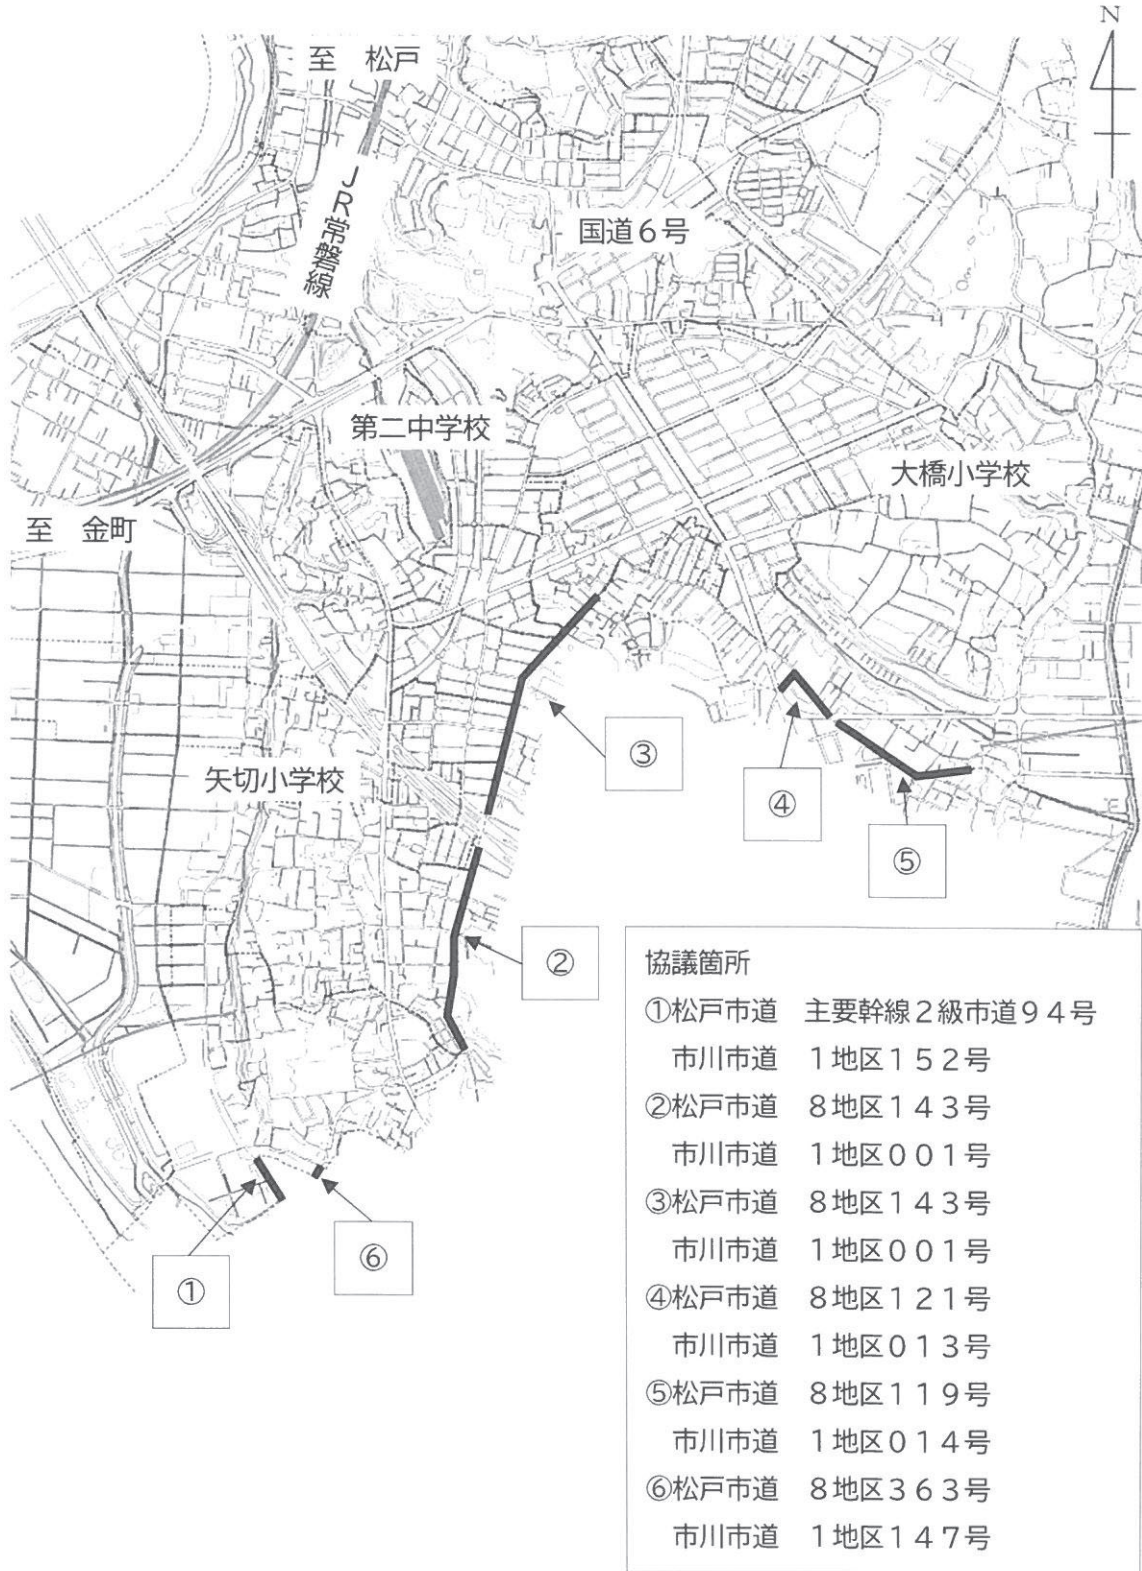 N
至　松戸
JR常磐線
国道6号
第二中学校
大橋小学校
至　金町
③
矢切小学校
④
⑤
②
⑥
①
協議箇所
①松戸市道　主要幹線２級市道９４号
市川市道　１地区１５２号
②松戸市道　８地区１４３号
市川市道　１地区００１号
③松戸市道　８地区１４３号
市川市道　１地区００１号
④松戸市道　８地区１２１号
市川市道　１地区０１３号
⑤松戸市道　８地区１１９号
市川市道　１地区０１４号
⑥松戸市道　８地区３６３号
市川市道　１地区１４７号